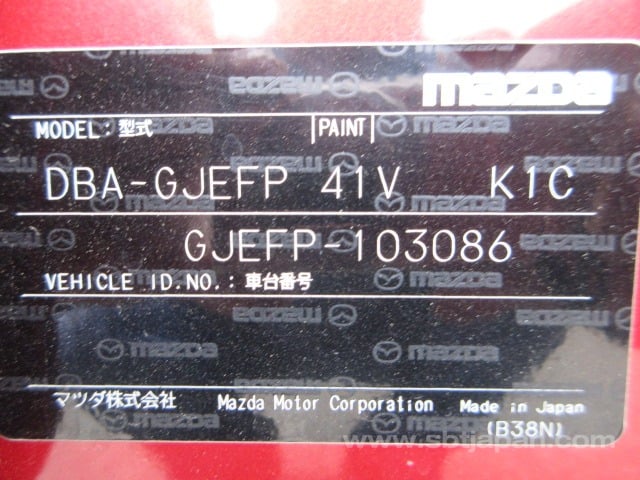 mazda
MODEL: 型式 PAINT
DBA-GJEFP 41V K1C
GJEFP-103086
VEHICLE ID.NO.: 車台番号
マツダ株式会社 Mazda Motor Corporation Made in Japan
(B38N)
www.sbtjapan.com